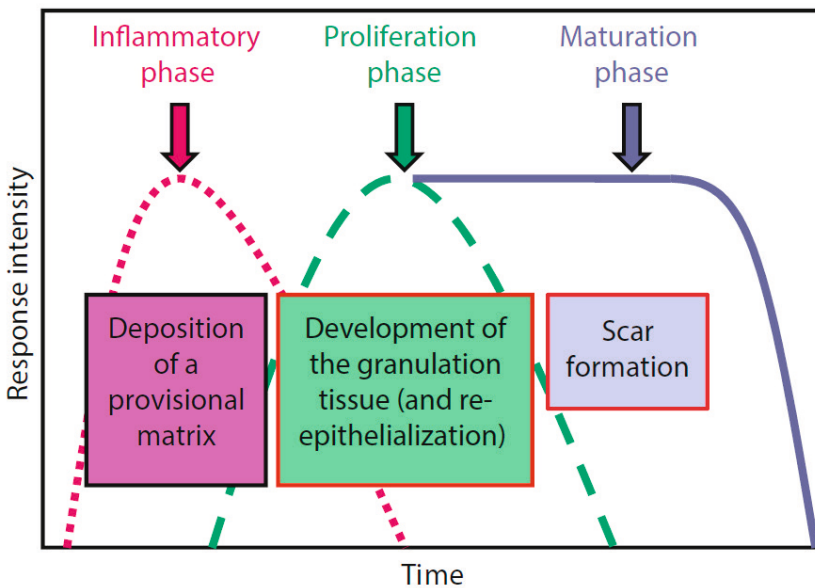 Inflammatory
phase
Proliferation
phase
Maturation
phase
Response intensity
Deposition
of a
provisional
matrix
Development of
the granulation
tissue (and re-
epithelialization)
Scar
formation
Time